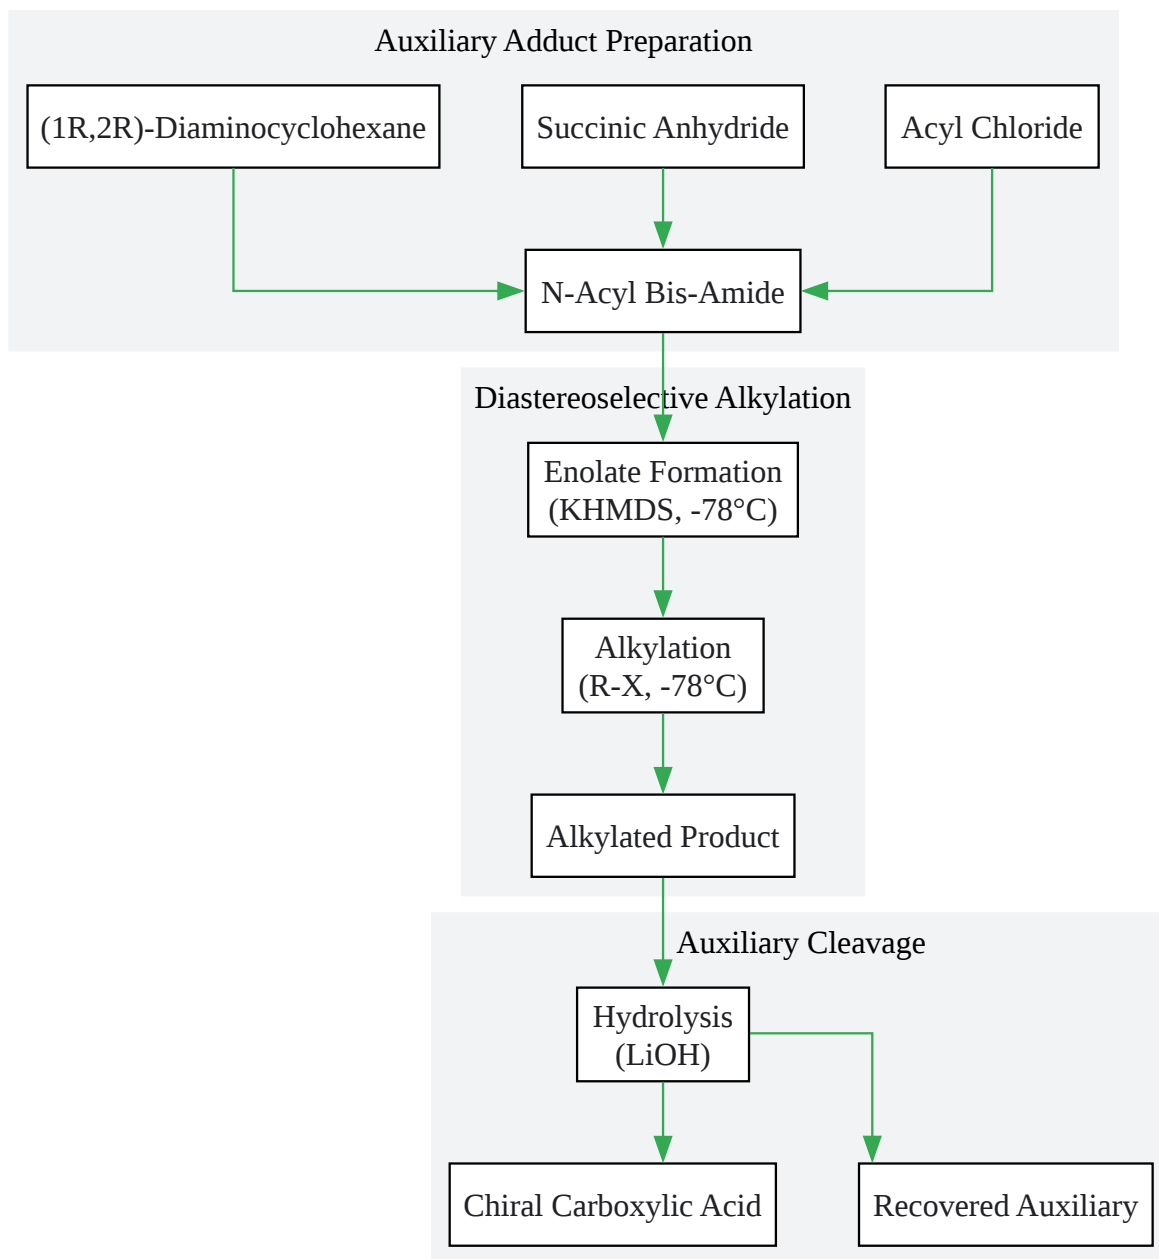 Auxiliary Adduct Preparation
(1R,2R)-Diaminocyclohexane
Succinic Anhydride
Acyl Chloride
N-Acyl Bis-Amide
Diastereoselective Alkylation
Enolate Formation
(KHMDS, -78°C)
Alkylation
(R-X, -78°C)
Alkylated Product
Auxiliary Cleavage
Hydrolysis
(LiOH)
Chiral Carboxylic Acid
Recovered Auxiliary